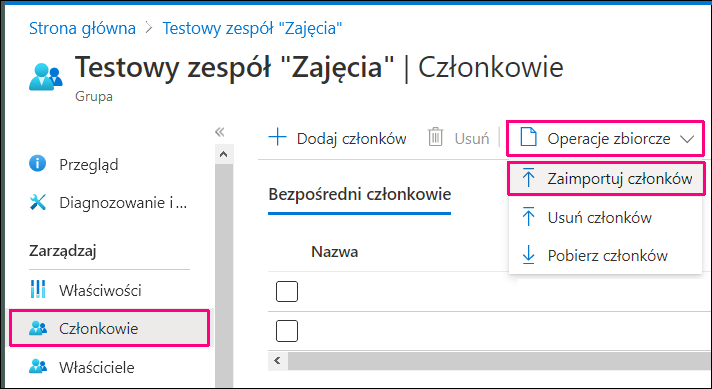 Strona główna > Testowy zespół "Zajęcia"
Testowy zespół "Zajęcia" | Członkowie
Grupa
«
Przegląd
Diagnozowanie i ...
Zarządzaj
Właściwości
Członkowie
Właściciele
+ Dodaj członków
Usuń
Operacje zbiorcze
Zaimportuj członków
Usuń członków
Pobierz członków
Bezpośredni członkowie
Nazwa